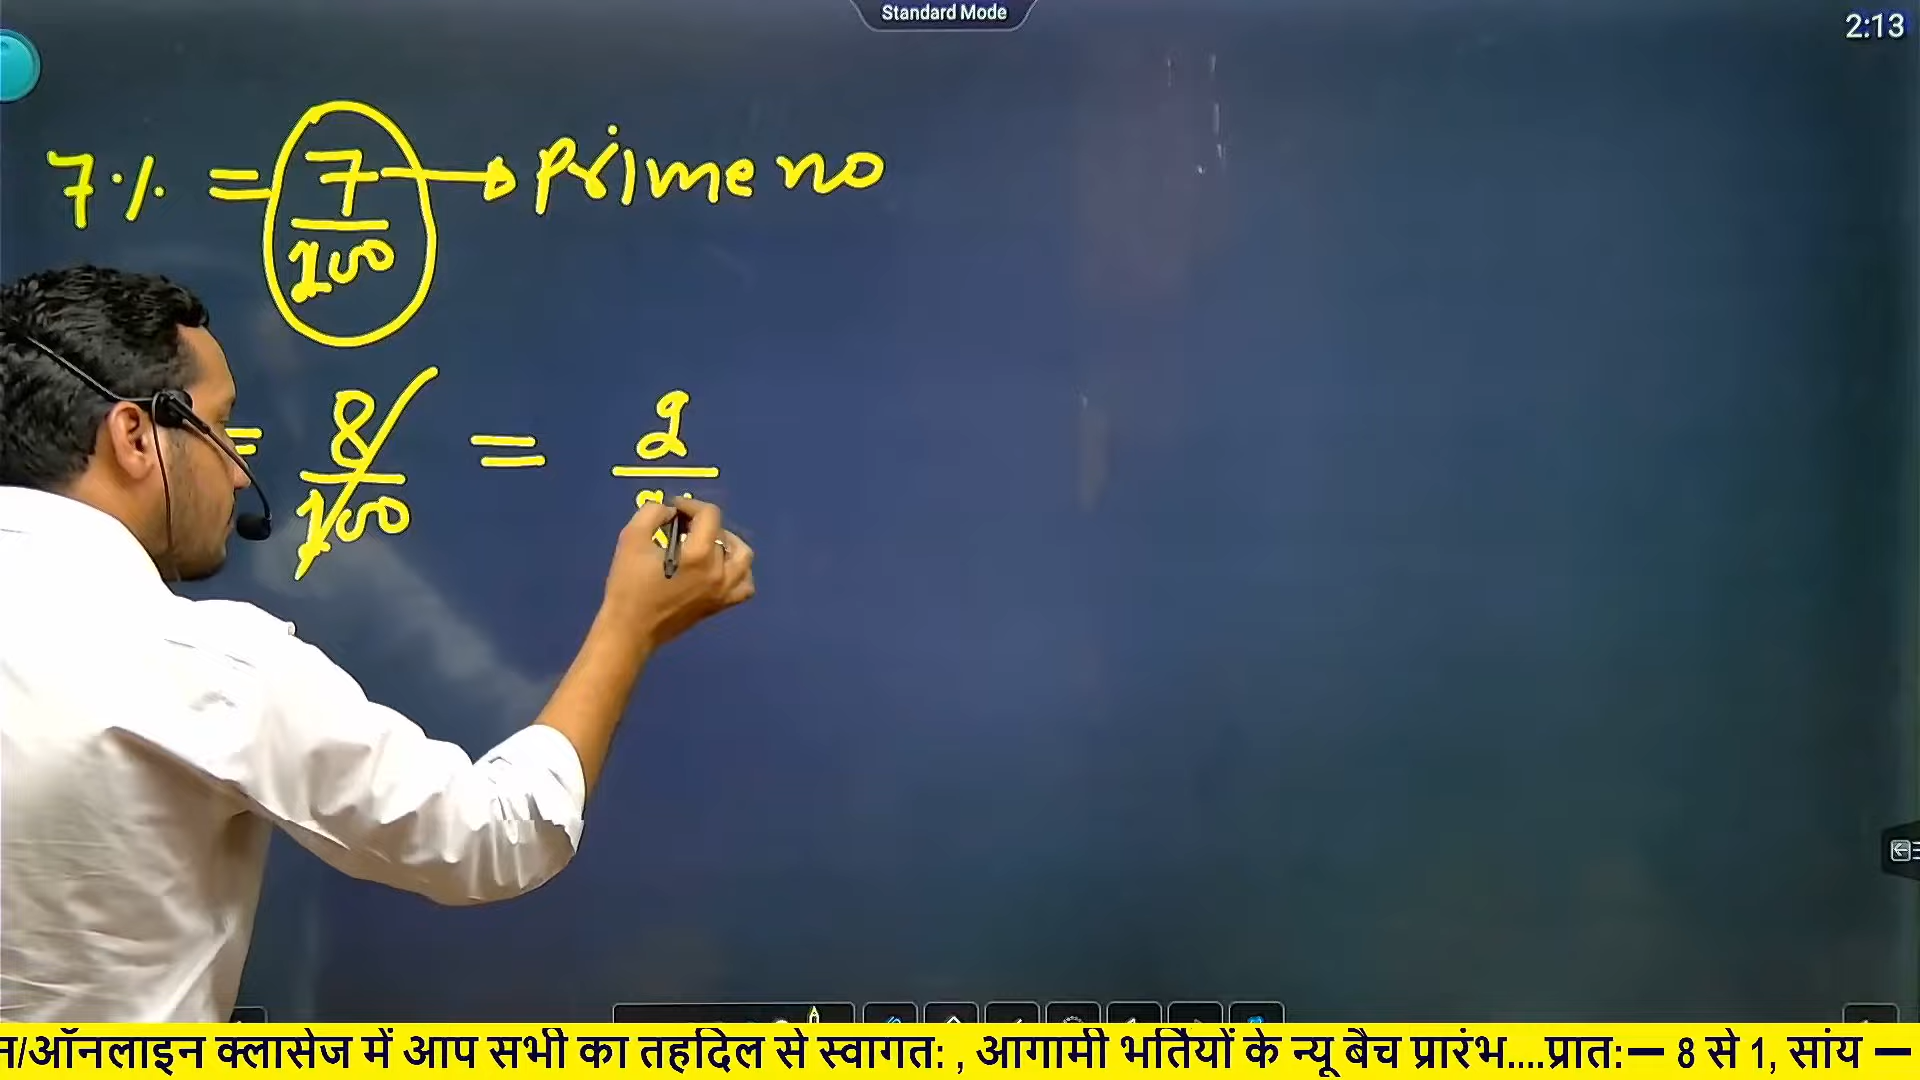 Standard Mode
2:13
7% = 7/100 → Prime no
= 8/100 = 2/
न/ऑनलाइन क्लासेज में आप सभी का तहदिल से स्वागत: , आगामी भर्तियों के न्यू बैच प्रारंभ....प्रात:— 8 से 1, सांय —